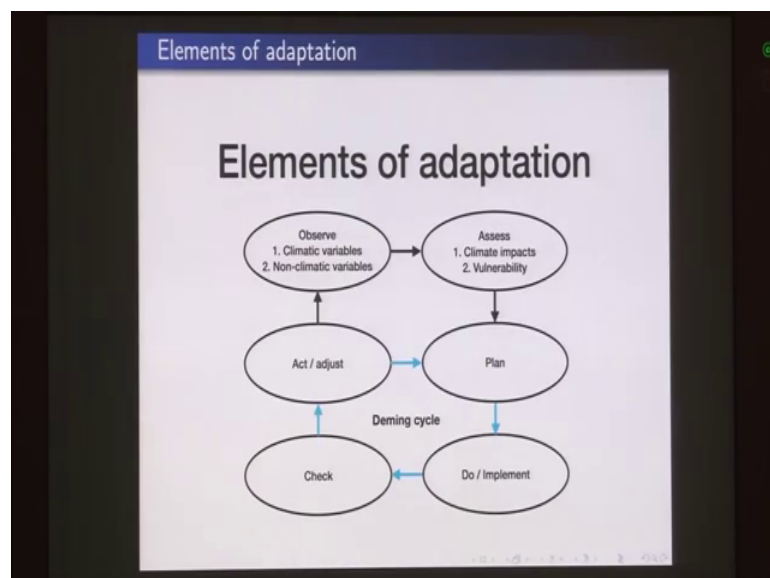 Elements of adaptation
Elements of adaptation
Observe
1. Climatic variables
2. Non-climatic variables
Assess
1. Climate impacts
2. Vulnerability
Act / adjust
Plan
Deming cycle
Check
Do / Implement